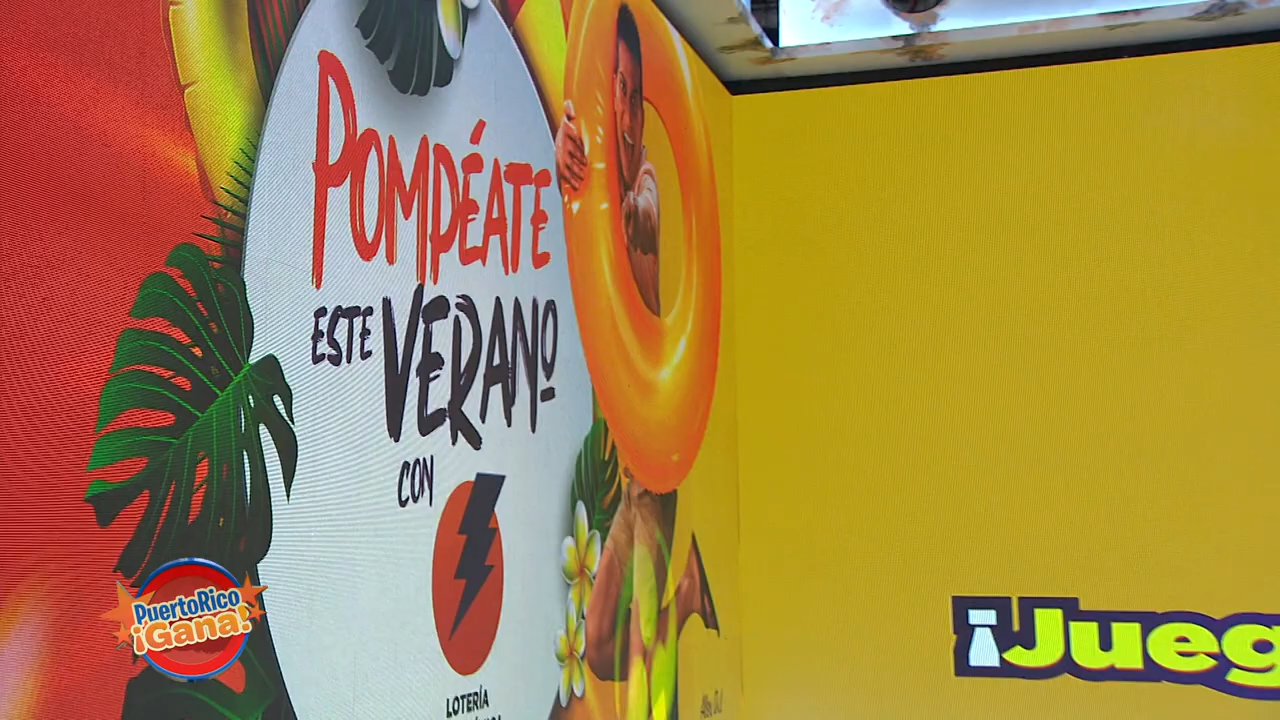 POMPÉATE
ESTE VERANO
CON
LOTERÍA
PuertoRico
¡Gana!
¡Jueg